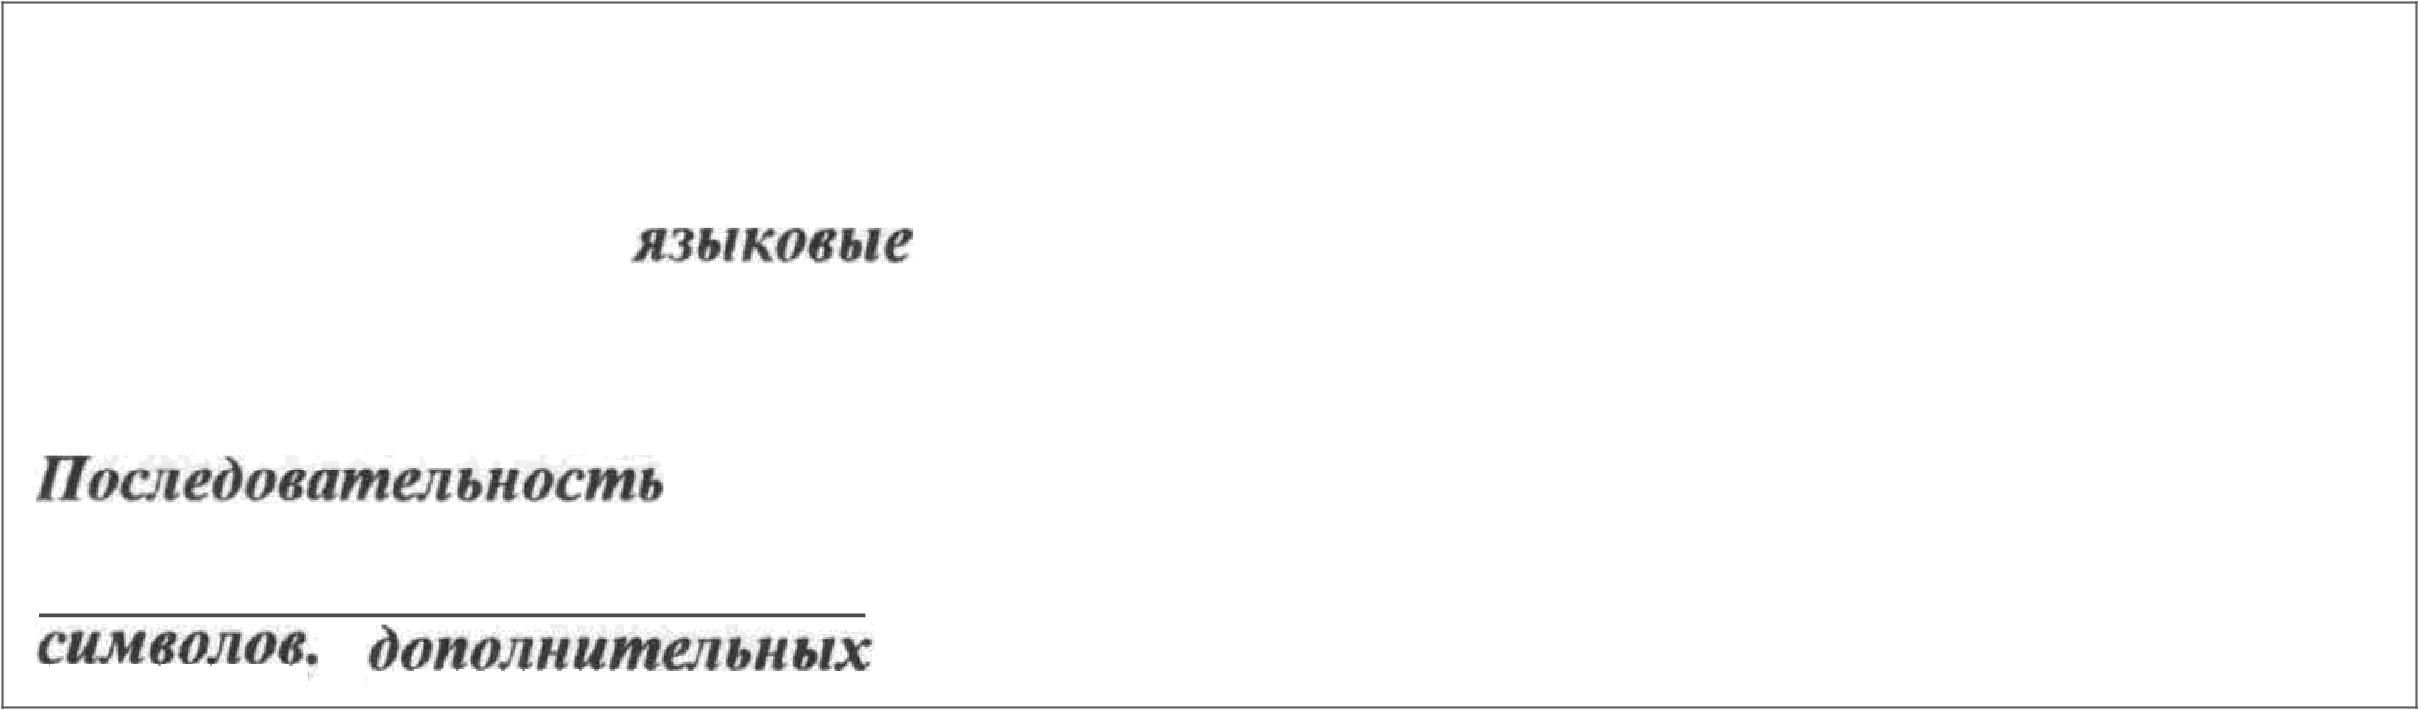 языковые
Последовательность
символов. дополнительных